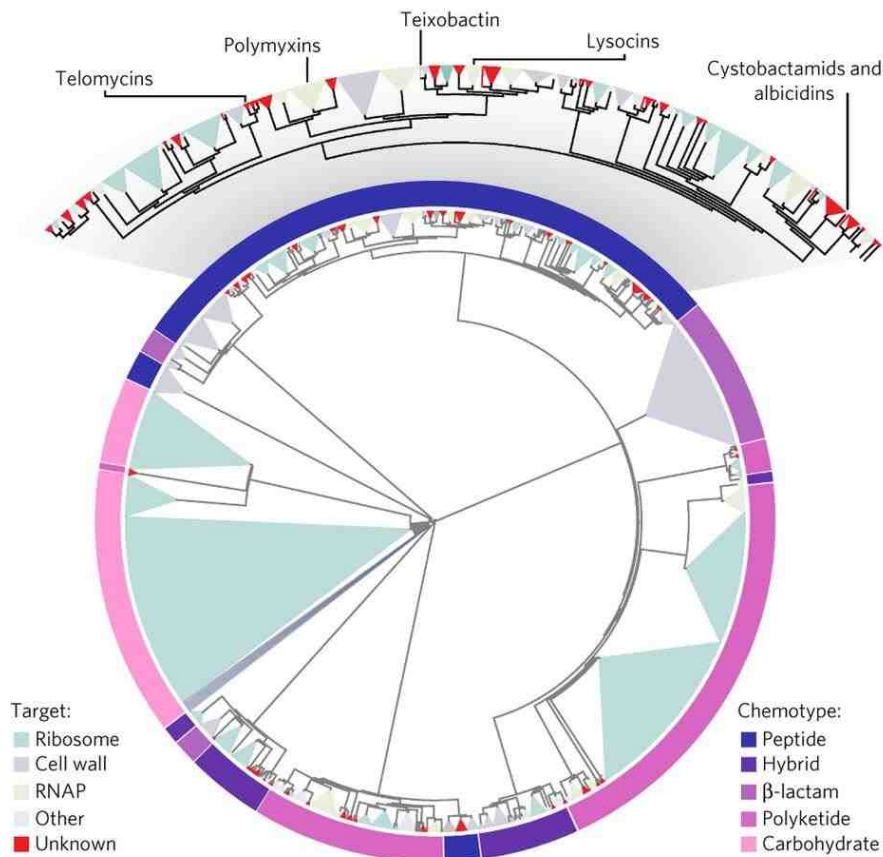 Teixobactin
Polymyxins
Lysocins
Telomycins
Cystobactamids and
albicidins
Target:
Ribosome
Cell wall
RNAP
Other
Unknown
Chemotype:
Peptide
Hybrid
β-lactam
Polyketide
Carbohydrate